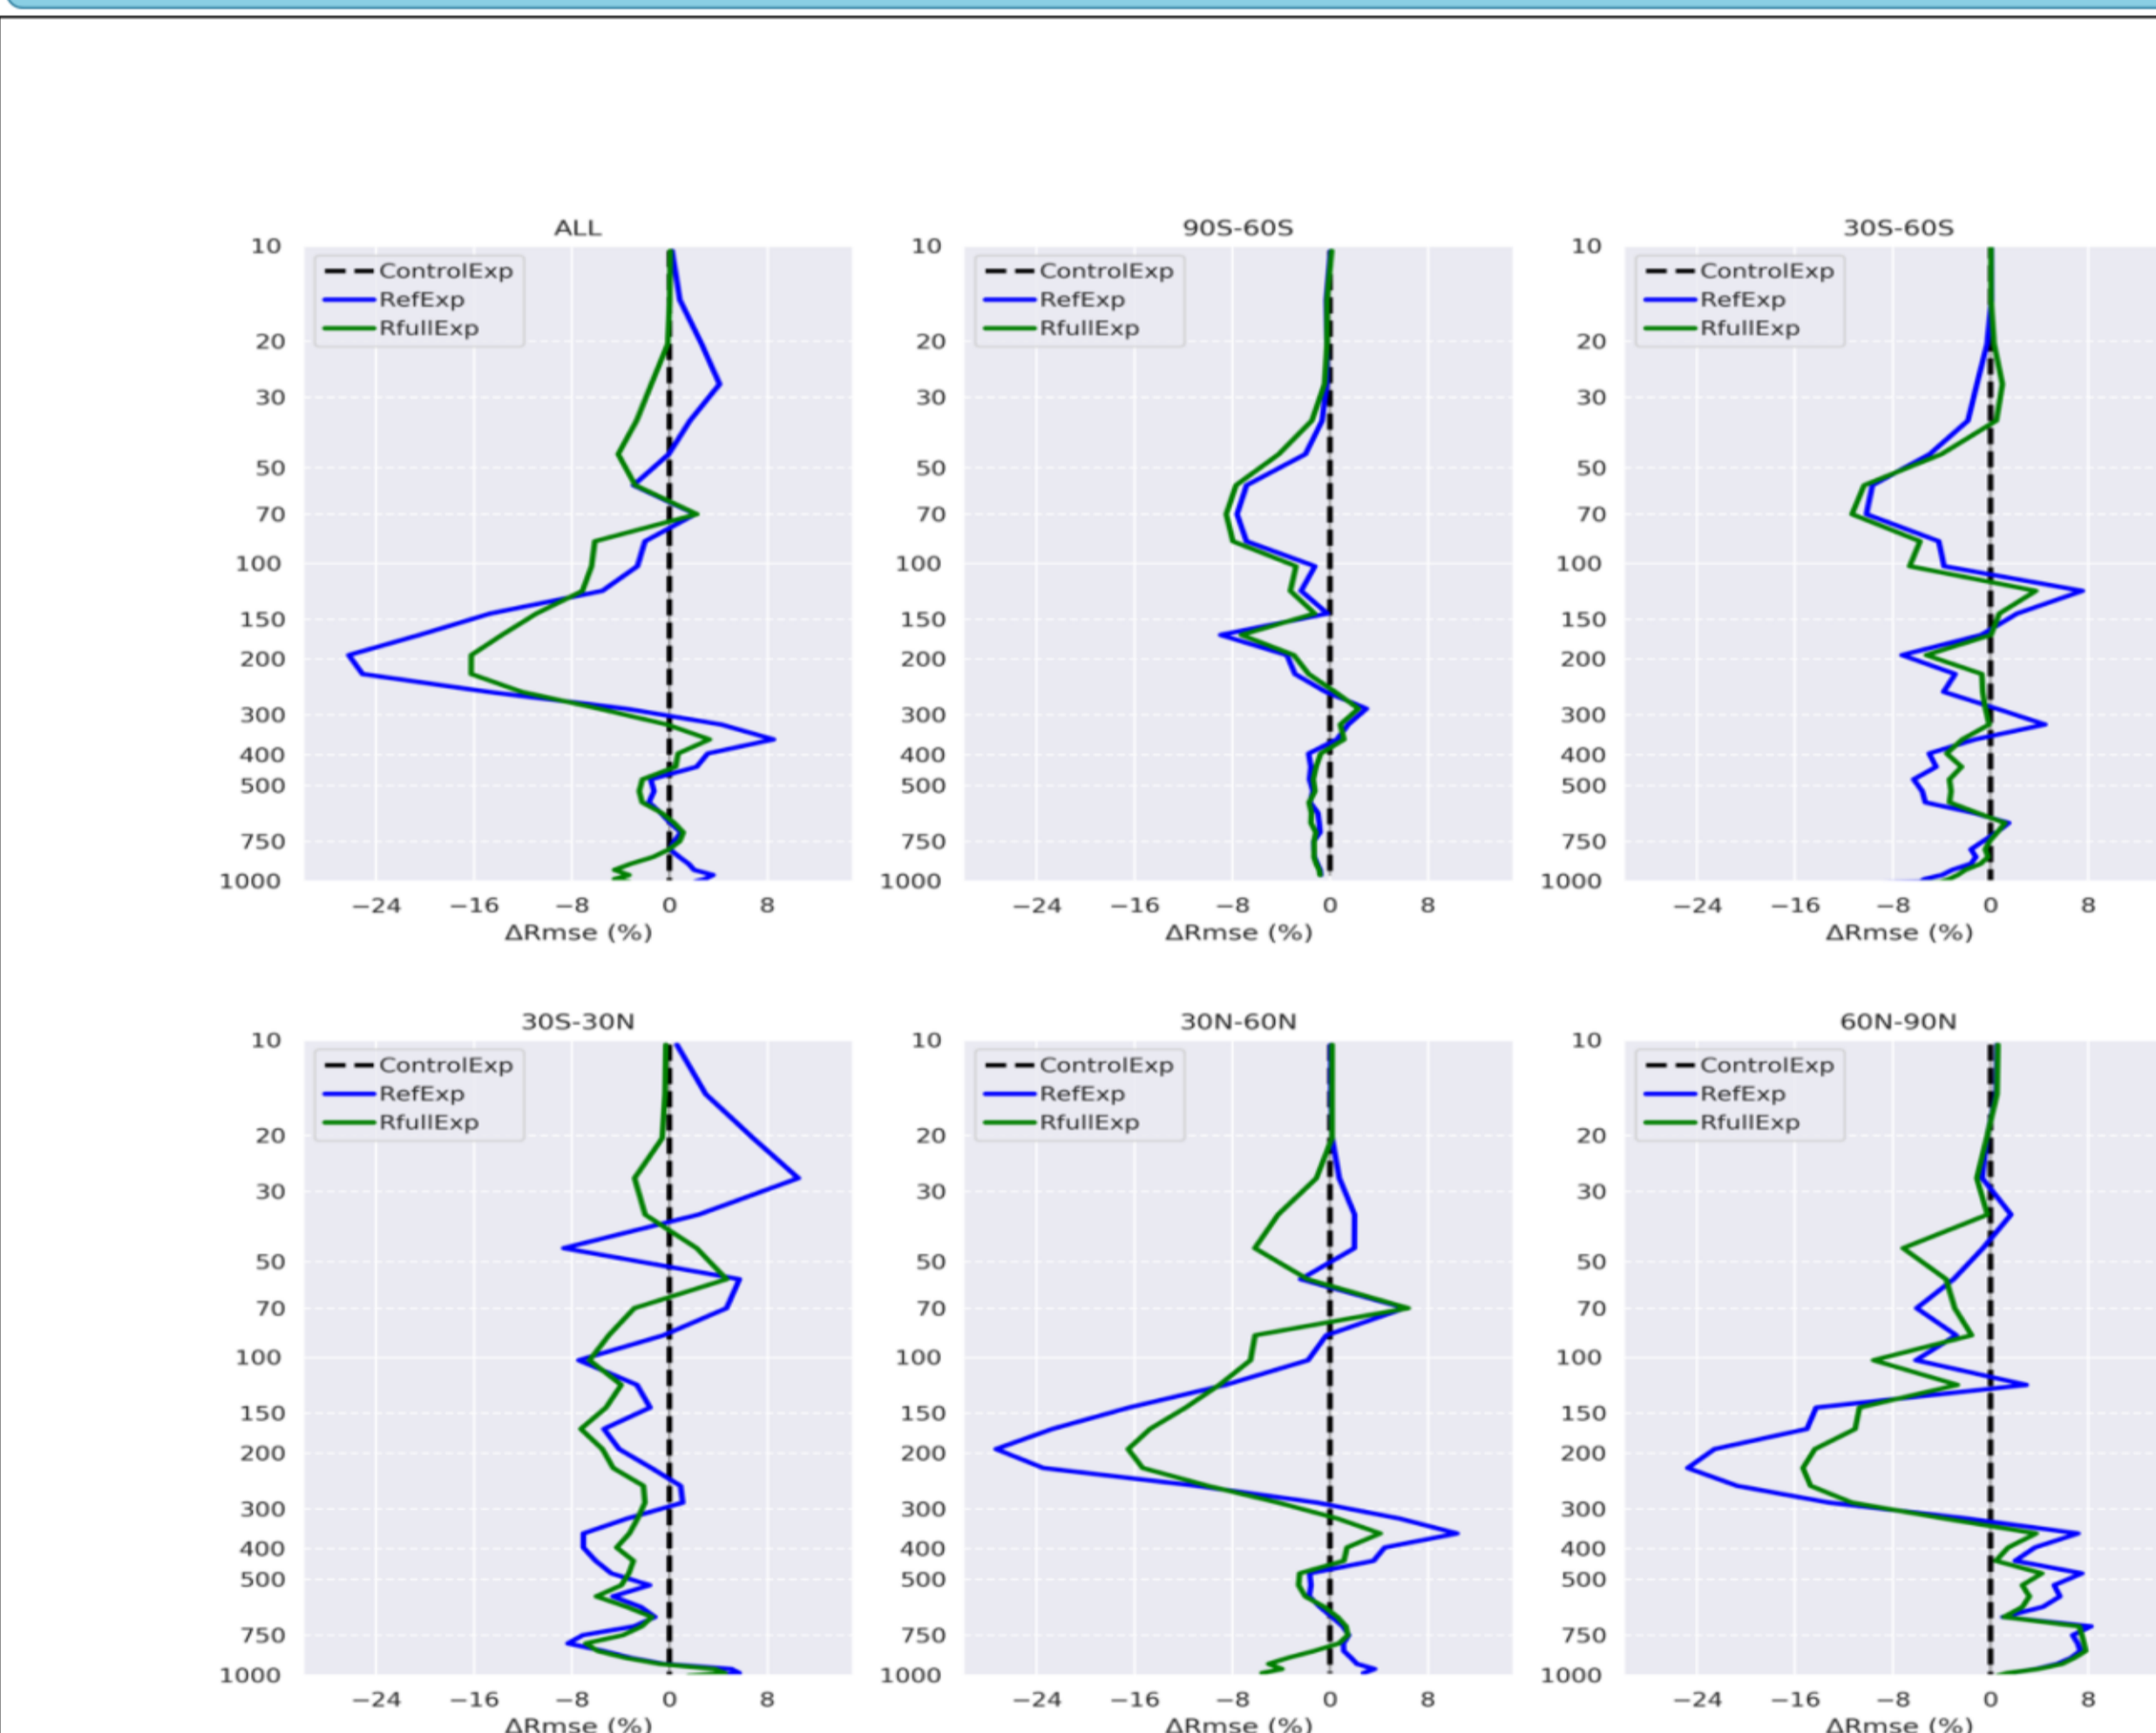 ALL
10
20
30
50
70
100
150
200
300
400
500
750
1000
ControlExp
RefExp
RfullExp
−24 −16 −8 0 8
ΔRmse (%)
90S-60S
10
20
30
50
70
100
150
200
300
400
500
750
1000
ControlExp
RefExp
RfullExp
−24 −16 −8 0 8
ΔRmse (%)
30S-60S
10
20
30
50
70
100
150
200
300
400
500
750
1000
ControlExp
RefExp
RfullExp
−24 −16 −8 0 8
ΔRmse (%)
30S-30N
10
20
30
50
70
100
150
200
300
400
500
750
1000
ControlExp
RefExp
RfullExp
−24 −16 −8 0 8
ΔRmse (%)
30N-60N
10
20
30
50
70
100
150
200
300
400
500
750
1000
ControlExp
RefExp
RfullExp
−24 −16 −8 0 8
ΔRmse (%)
60N-90N
10
20
30
50
70
100
150
200
300
400
500
750
1000
ControlExp
RefExp
RfullExp
−24 −16 −8 0 8
ΔRmse (%)